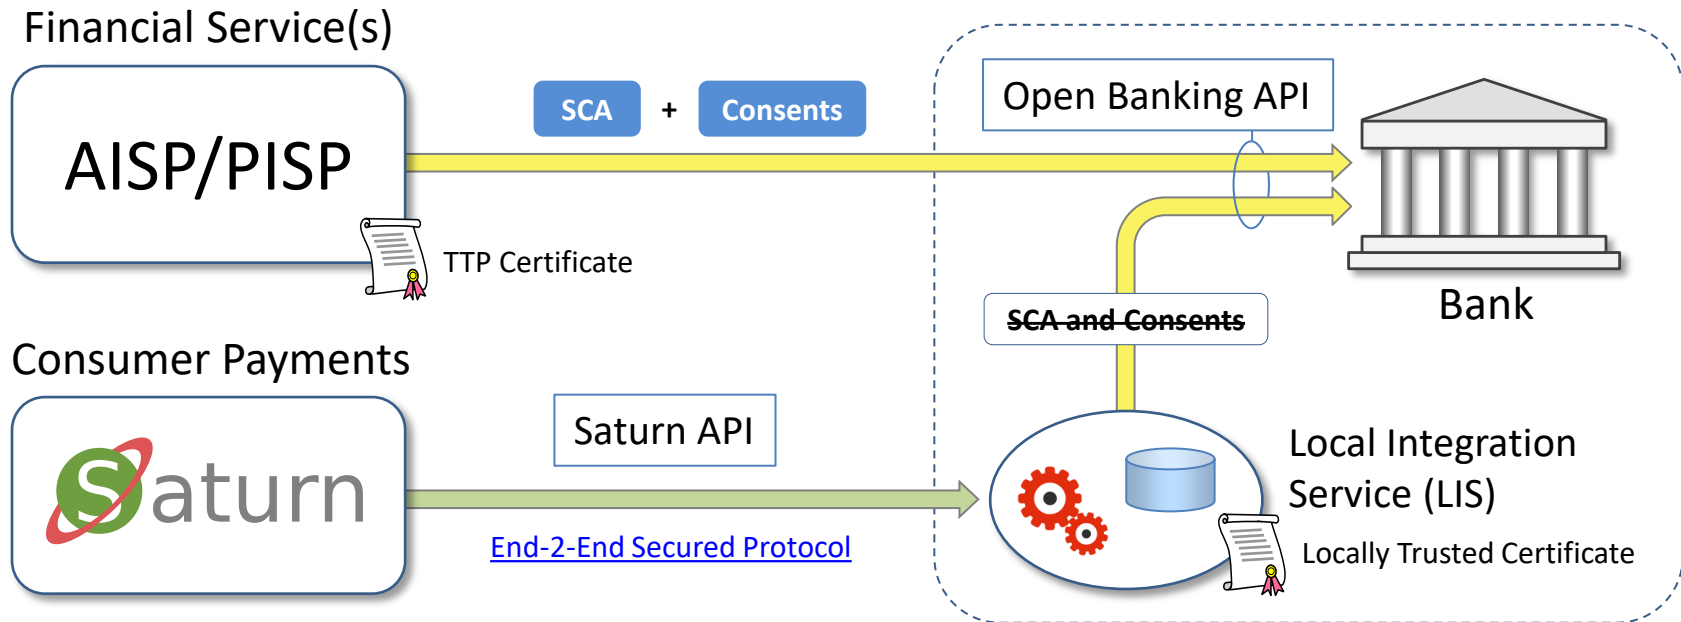 Financial Service(s)
AISP/PISP
TTP Certificate
SCA + Consents
Open Banking API
Bank
SCA and Consents
Consumer Payments
Saturn
Saturn API
End-2-End Secured Protocol
Local Integration
Service (LIS)
Locally Trusted Certificate